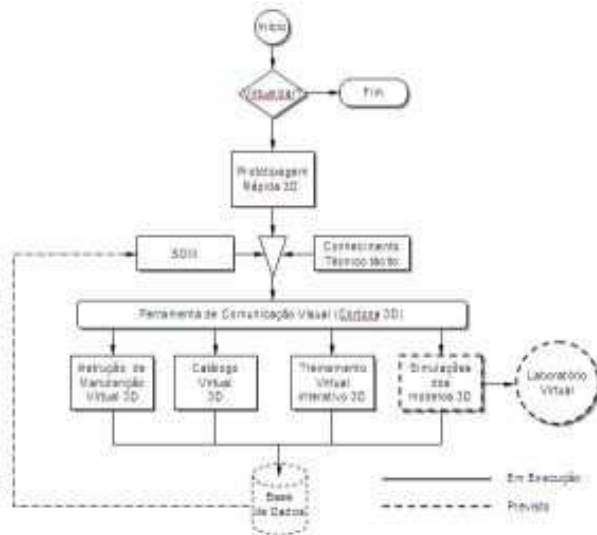 Início
Virtualizar?
Fim
Prototipagem
Rápida 3D
Conhecimento
Técnico tácito
Ferramenta de Comunicação Visual (Cortona 3D)
Instrução de
Manutenção
Virtual 3D
Catálogo
Virtual
3D
Treinamento
Virtual
Interativo 3D
Simulações
dos
modelos 3D
Laboratório
Virtual
Base
de Dados
Em Execução
Previsto